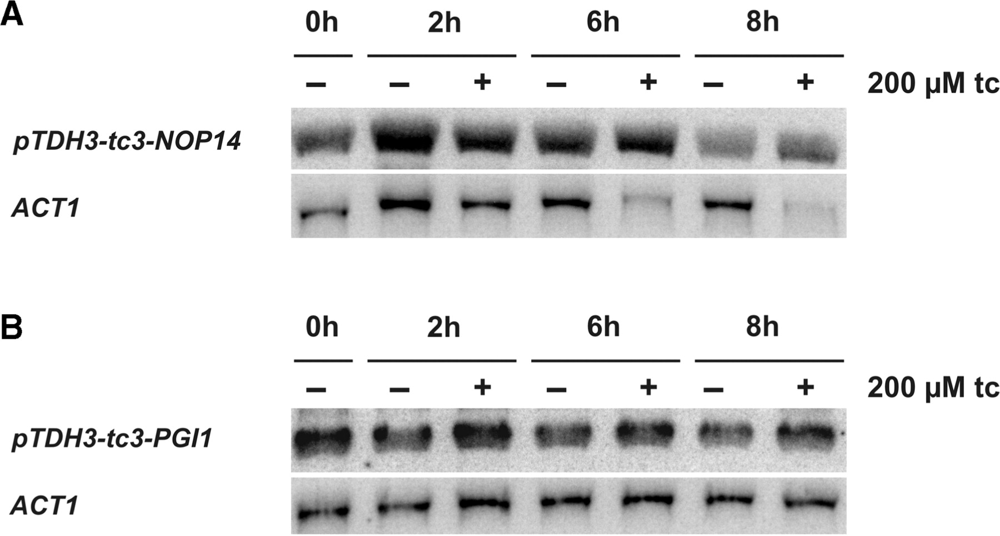 A
0h 2h 6h 8h
– – + – + – + 200 µM tc
pTDH3-tc3-NOP14
ACT1
B
0h 2h 6h 8h
– – + – + – + 200 µM tc
pTDH3-tc3-PGI1
ACT1